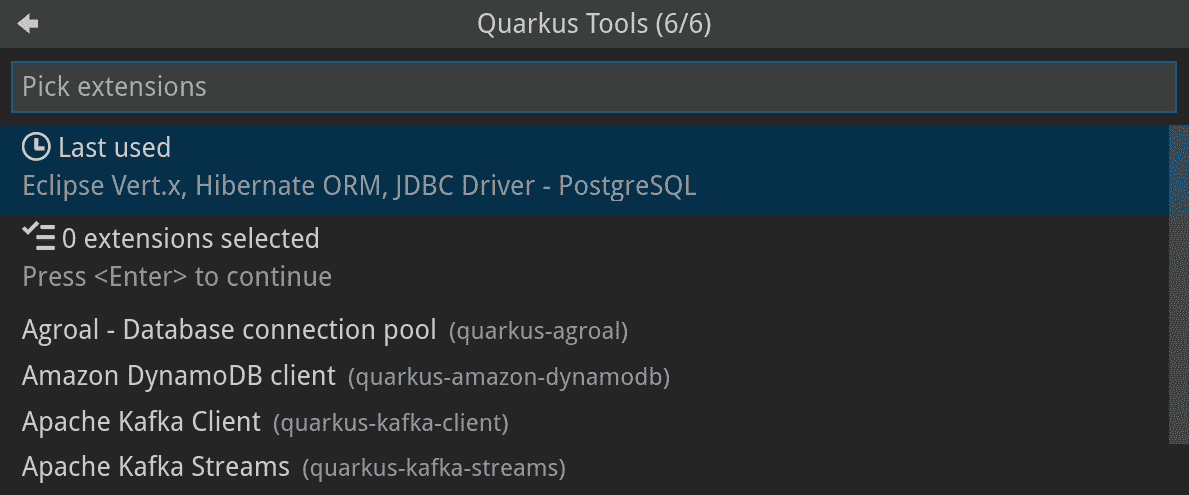 Quarkus Tools (6/6)
Pick extensions
Last used
Eclipse Vert.x, Hibernate ORM, JDBC Driver - PostgreSQL
0 extensions selected
Press <Enter> to continue
Agroal - Database connection pool (quarkus-agroal)
Amazon DynamoDB client (quarkus-amazon-dynamodb)
Apache Kafka Client (quarkus-kafka-client)
Apache Kafka Streams (quarkus-kafka-streams)